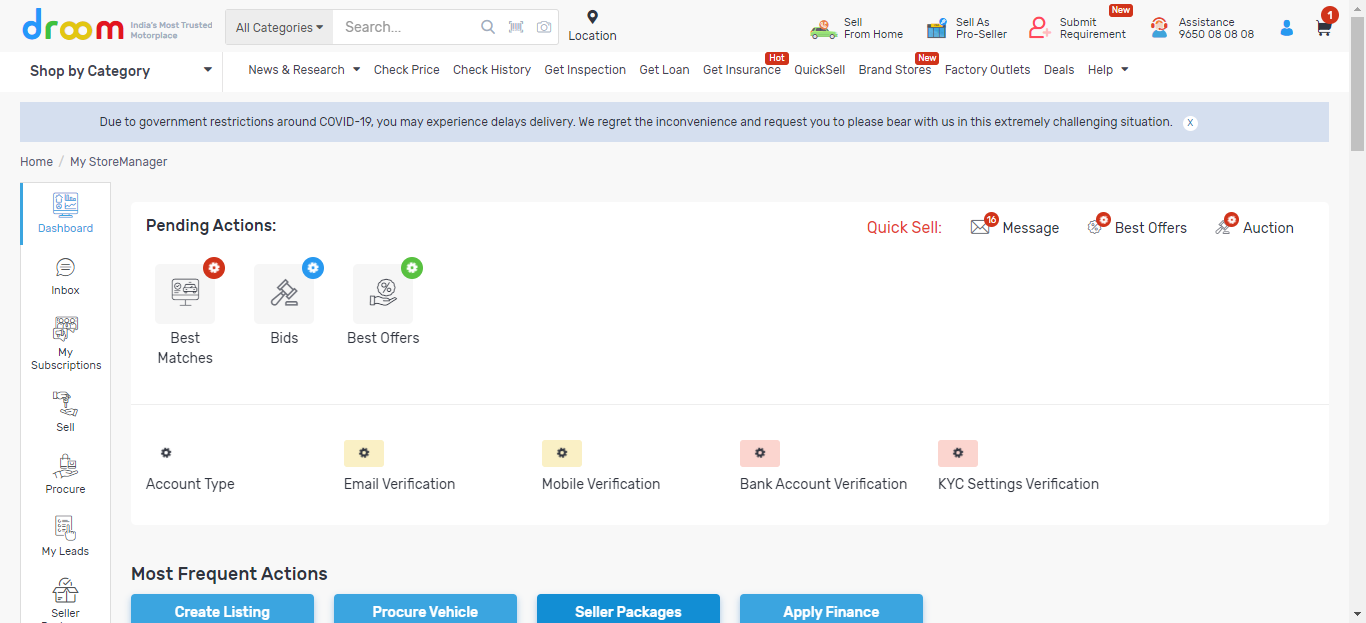 droom India's Most Trusted
Motorplace
All Categories
Search...
Location
Sell
From Home
Sell As
Pro-Seller
New
Submit
Requirement
Assistance
9650 08 08 08
1
Shop by Category
News & Research
Check Price
Check History
Get Inspection
Get Loan
Get Insurance
Hot
QuickSell
Brand Stores
New
Factory Outlets
Deals
Help
Due to government restrictions around COVID-19, you may experience delays delivery. We regret the inconvenience and request you to please bear with us in this extremely challenging situation. X
Home / My StoreManager
Dashboard
Inbox
My
Subscriptions
Sell
Procure
My Leads
Seller
Pending Actions:
Quick Sell:
16
Message
Best Offers
Auction
Best
Matches
Bids
Best Offers
Account Type
Email Verification
Mobile Verification
Bank Account Verification
KYC Settings Verification
Most Frequent Actions
Create Listing
Procure Vehicle
Seller Packages
Apply Finance